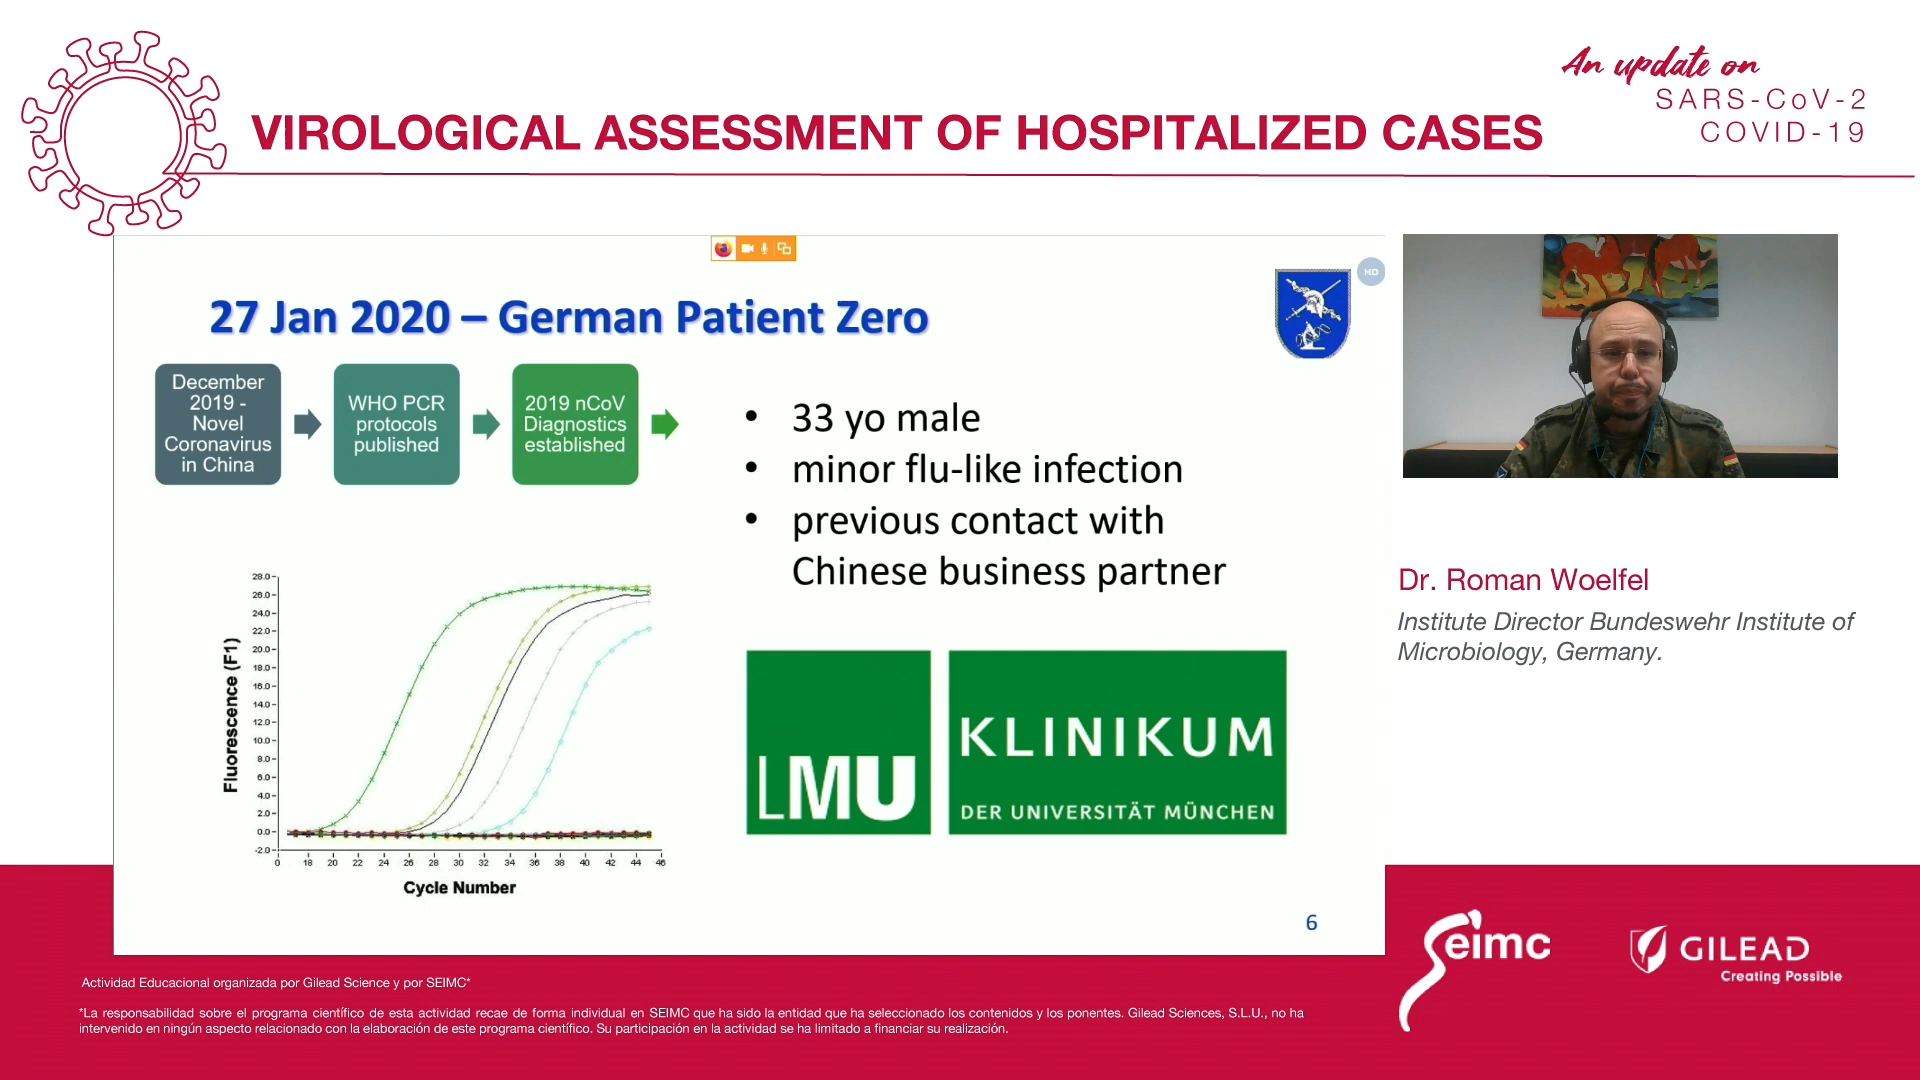 An update on
SARS-CoV-2
COVID-19
VIROLOGICAL ASSESSMENT OF HOSPITALIZED CASES
HD
27 Jan 2020 – German Patient Zero
December
2019 -
Novel
Coronavirus
in China
WHO PCR
protocols
published
2019 nCoV
Diagnostics
established
• 33 yo male
• minor flu-like infection
• previous contact with
Chinese business partner
Fluorescence (F1)
28.0
26.0
24.0
22.0
20.0
18.0
16.0
14.0
12.0
10.0
8.0
6.0
4.0
2.0
0.0
-2.0
0 18 20 22 24 26 28 30 32 34 36 38 40 42 44 46
Cycle Number
LMU
KLINIKUM
DER UNIVERSITÄT MÜNCHEN
6
Dr. Roman Woelfel
Institute Director Bundeswehr Institute of
Microbiology, Germany.
seimc
GILEAD
Creating Possible
Actividad Educacional organizada por Gilead Science y por SEIMC*
*La responsabilidad sobre el programa científico de esta actividad recae de forma individual en SEIMC que ha sido la entidad que ha seleccionado los contenidos y los ponentes. Gilead Sciences, S.L.U., no ha
intervenido en ningún aspecto relacionado con la elaboración de este programa científico. Su participación en la actividad se ha limitado a financiar su realización.